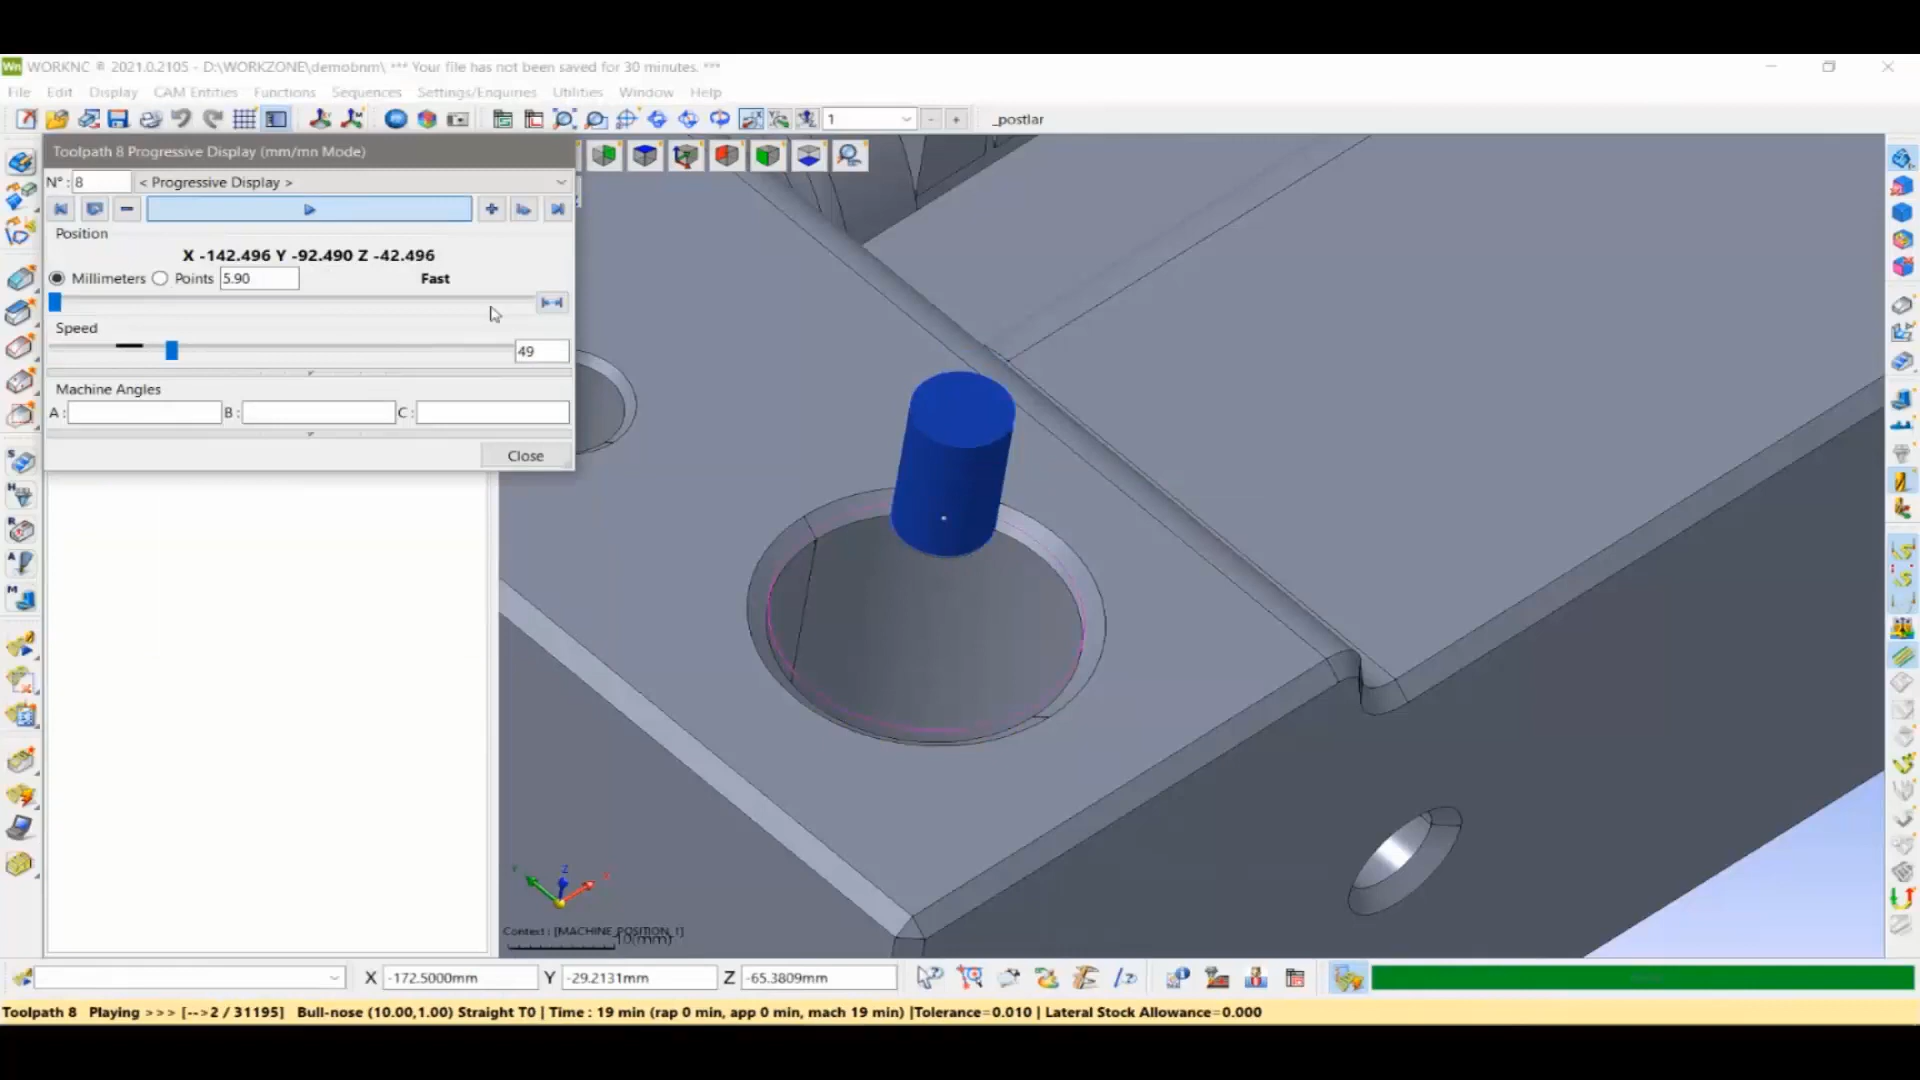 WORKNC ® 2021.0.2105 - D:\WORKZONE\demobnm\ *** Your file has not been saved for 30 minutes. ***
File Edit Display CAM Entities Functions Sequences Settings/Enquiries Utilities Window Help
1 - + _postlar
Toolpath 8 Progressive Display (mm/mn Mode)
N° : 8 < Progressive Display >
Position
X -142.496 Y -92.490 Z -42.496
Millimeters Points 5.90 Fast
Speed
49
Machine Angles
A : B : C :
Close
S
H
R
A
M
Y Z X
Context : [MACHINE_POSITION_1]
10(mm)
X -172.5000mm Y -29.2131mm Z -65.3809mm
Toolpath 8 Playing >>> [-->2 / 31195] Bull-nose (10.00,1.00) Straight T0 | Time : 19 min (rap 0 min, app 0 min, mach 19 min) |Tolerance=0.010 | Lateral Stock Allowance=0.000